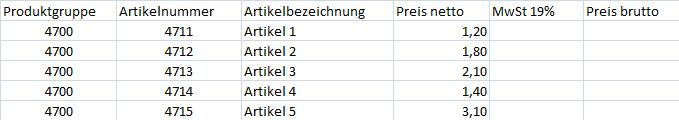 Produktgruppe Artikelnummer Artikelbezeichnung Preis netto MwSt 19% Preis brutto
4700 4711 Artikel 1 1,20
4700 4712 Artikel 2 1,80
4700 4713 Artikel 3 2,10
4700 4714 Artikel 4 1,40
4700 4715 Artikel 5 3,10